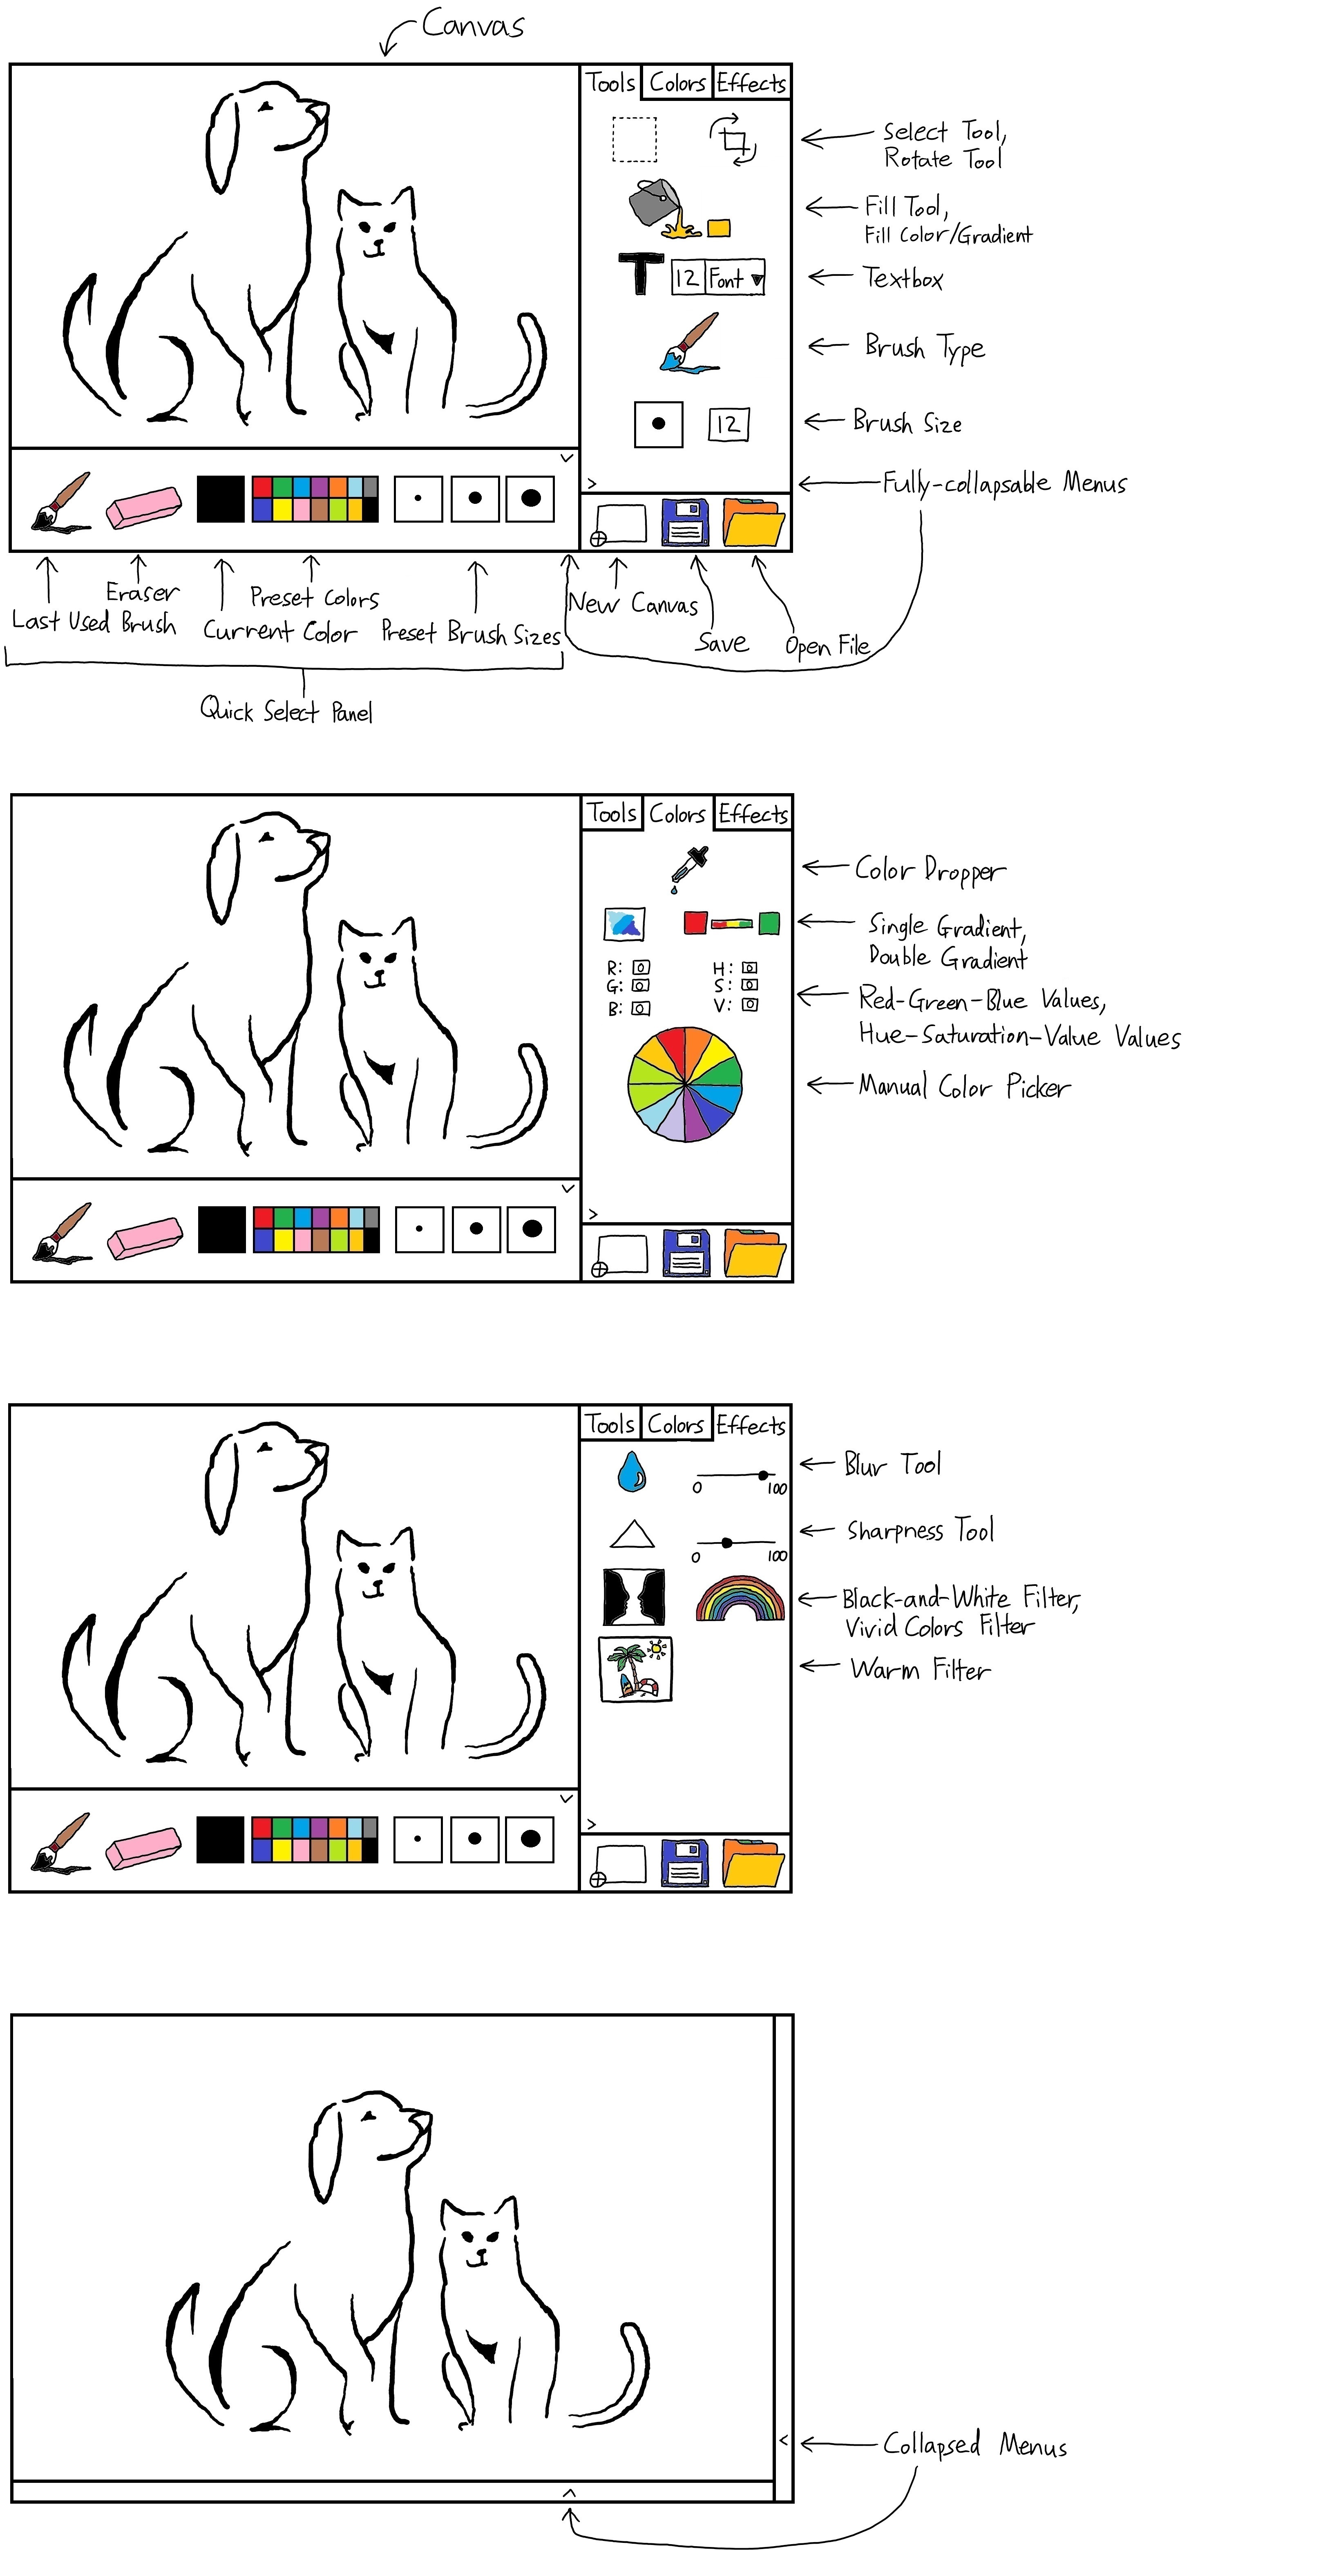 Canvas
Tools Colors Effects
Select Tool,
Rotate Tool
Fill Tool,
Fill Color/Gradient
12 Font
Textbox
Brush Type
12
Brush Size
Fully-collapsable Menus
Last Used Brush
Eraser
Current Color
Preset Colors
Preset Brush Sizes
New Canvas
Save
Open File
Quick Select Panel
Tools Colors Effects
Color Dropper
Single Gradient,
Double Gradient
R: 0 H: 0
G: 0 S: 0
B: 0 V: 0
Red-Green-Blue Values,
Hue-Saturation-Value Values
Manual Color Picker
Tools Colors Effects
0 100
Blur Tool
0 100
Sharpness Tool
Black-and-White Filter,
Vivid Colors Filter
Warm Filter
Collapsed Menus